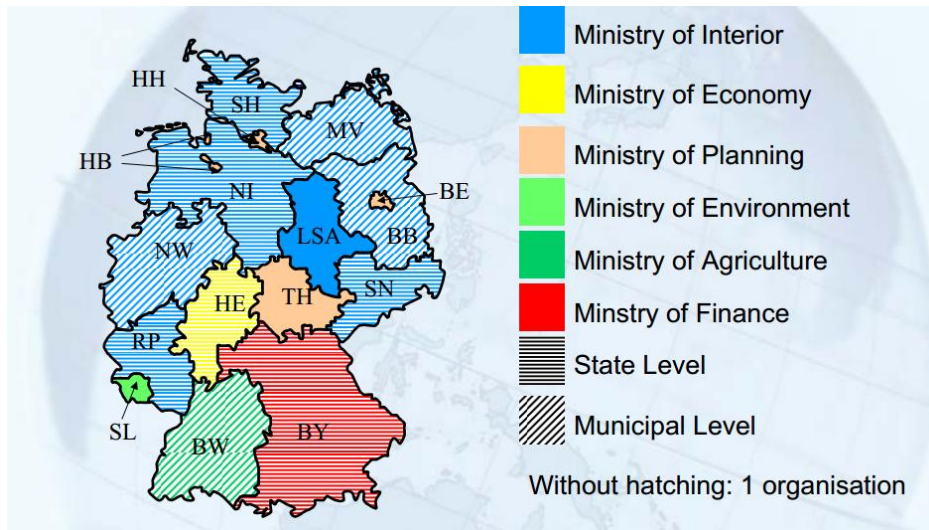 HH
SH
MV
HB
NI
BE
LSA
BB
NW
SN
HE
TH
RP
SL
BW
BY
Ministry of Interior
Ministry of Economy
Ministry of Planning
Ministry of Environment
Ministry of Agriculture
Minstry of Finance
State Level
Municipal Level
Without hatching: 1 organisation